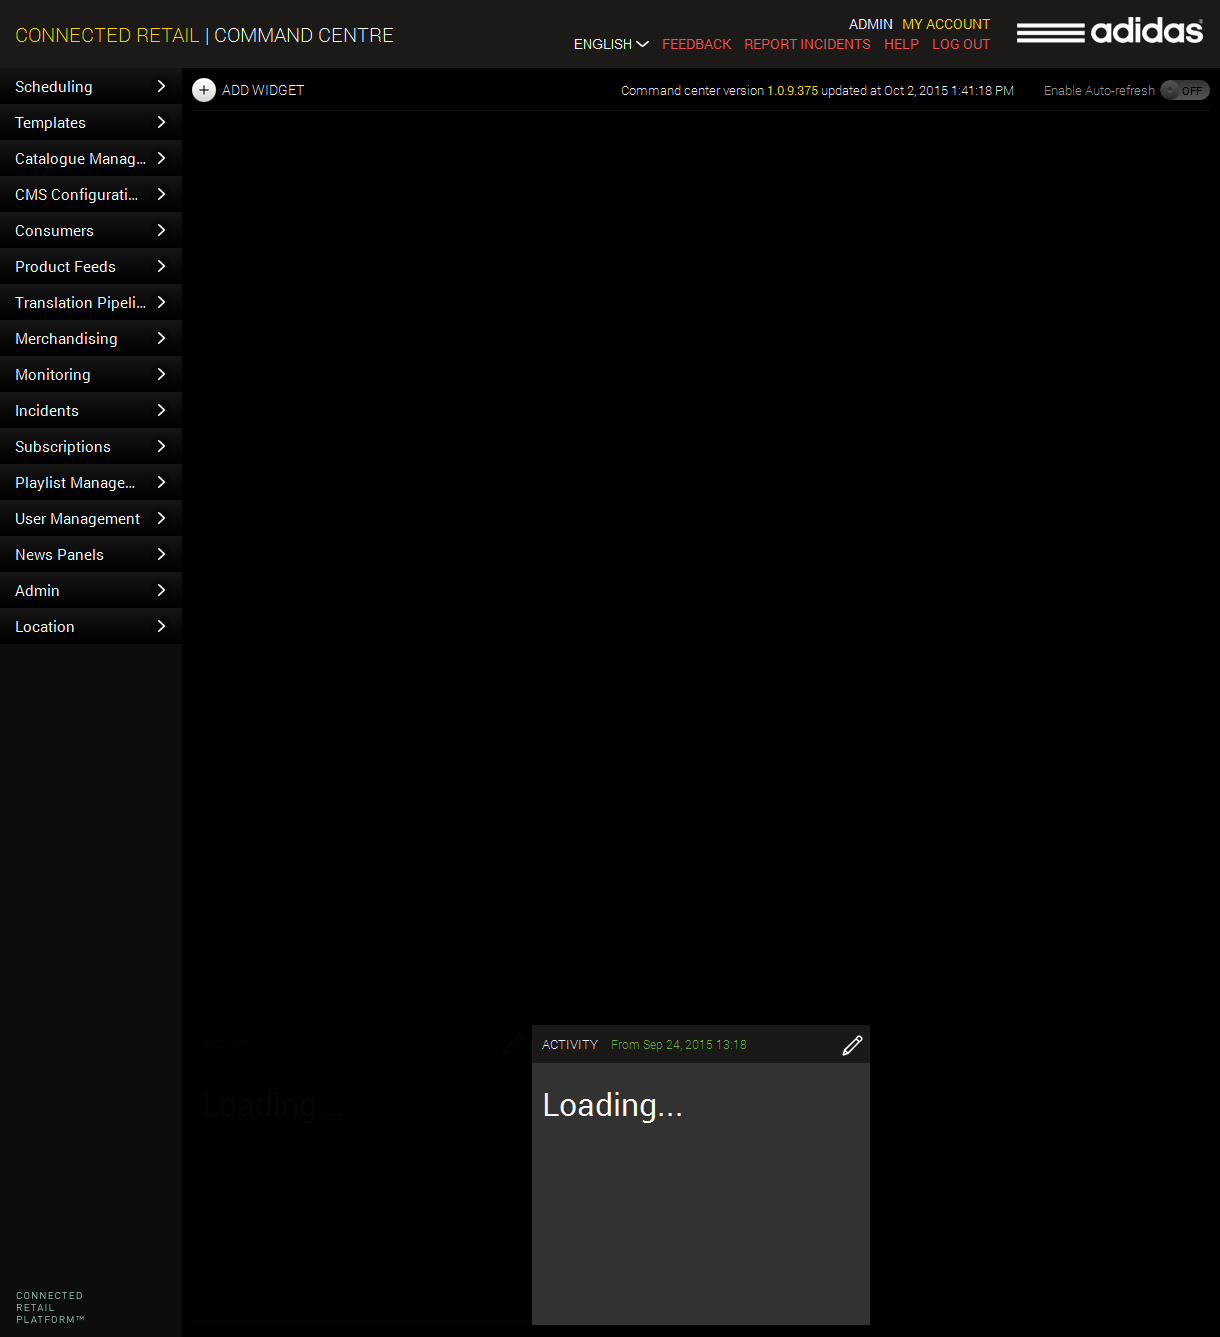 CONNECTED RETAIL | COMMAND CENTRE
ADMIN MY ACCOUNT
ENGLISH FEEDBACK REPORT INCIDENTS HELP LOG OUT
adidas
Scheduling
Templates
Catalogue Manag...
CMS Configurati...
Consumers
Product Feeds
Translation Pipeli...
Merchandising
Monitoring
Incidents
Subscriptions
Playlist Manage...
User Management
News Panels
Admin
Location
ADD WIDGET
Command center version 1.0.9.375 updated at Oct 2, 2015 1:41:18 PM
Enable Auto-refresh OFF
Loading...
ACTIVITY From Sep 24, 2015 13:18
Loading...
CONNECTED
RETAIL
PLATFORM™